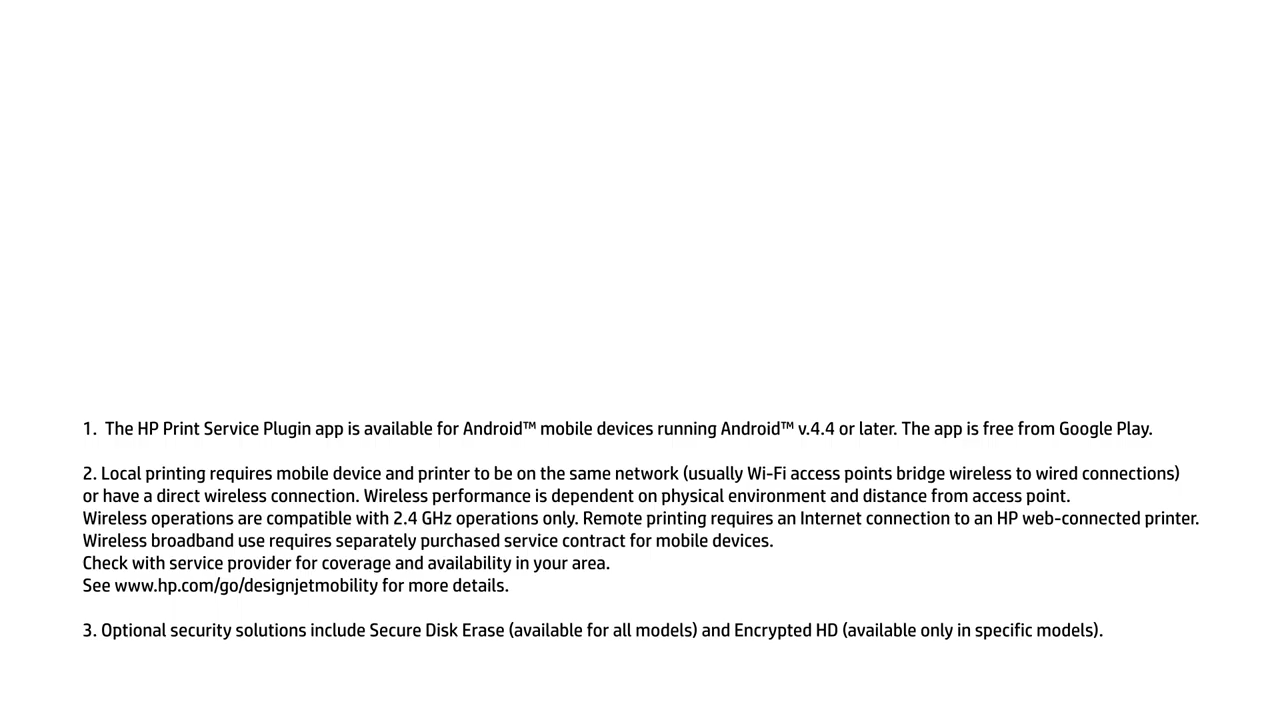 1.  The HP Print Service Plugin app is available for Android™ mobile devices running Android™ v.4.4 or later. The app is free from Google Play.
2. Local printing requires mobile device and printer to be on the same network (usually Wi-Fi access points bridge wireless to wired connections)
or have a direct wireless connection. Wireless performance is dependent on physical environment and distance from access point.
Wireless operations are compatible with 2.4 GHz operations only. Remote printing requires an Internet connection to an HP web-connected printer.
Wireless broadband use requires separately purchased service contract for mobile devices.
Check with service provider for coverage and availability in your area.
See www.hp.com/go/designjetmobility for more details.
3. Optional security solutions include Secure Disk Erase (available for all models) and Encrypted HD (available only in specific models).